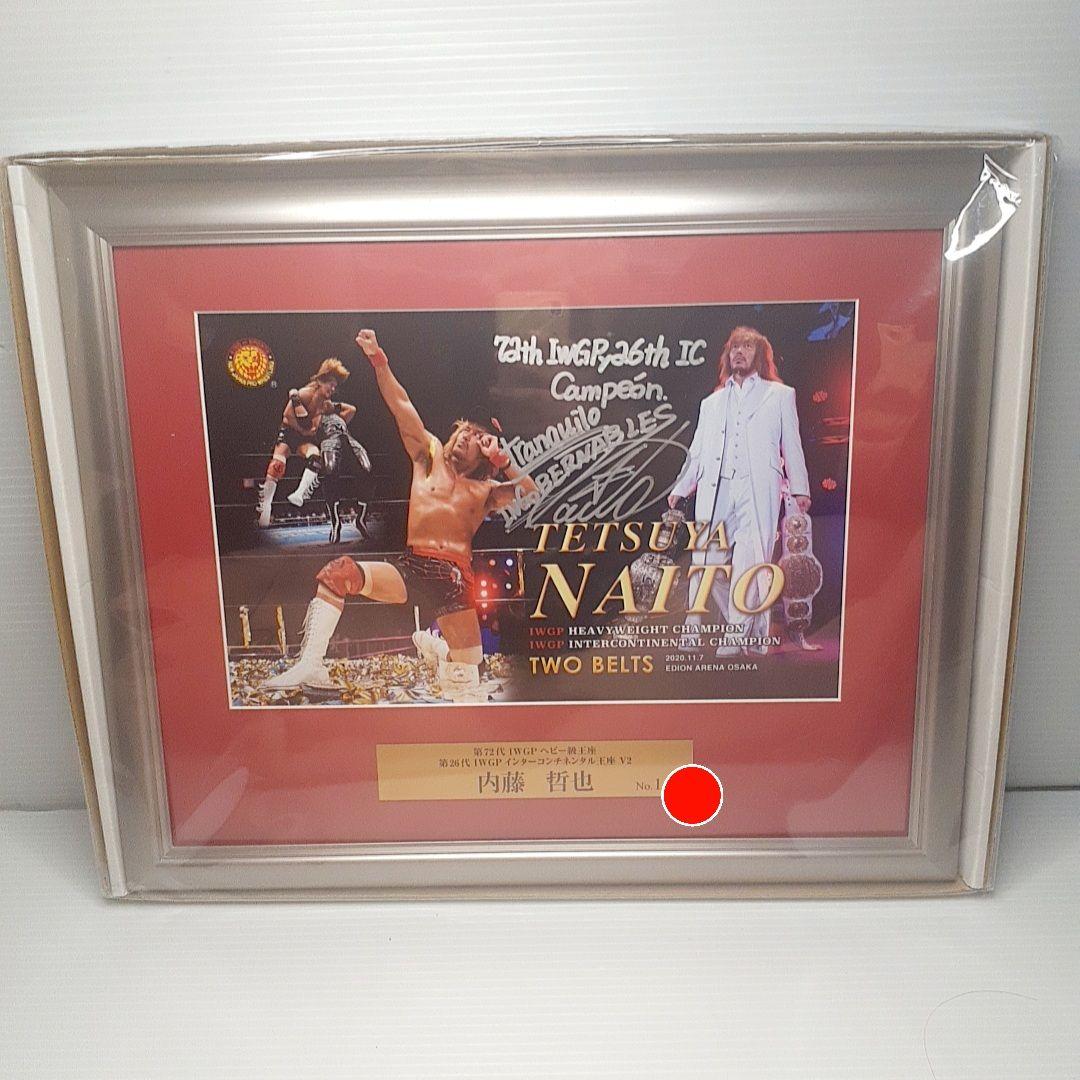 72th IWGP y 26th IC
Campeón.
tranquilo
INGOBERNABLES
Naito
TETSUYA
NAITO
IWGP HEAVYWEIGHT CHAMPION
IWGP INTERCONTINENTAL CHAMPION
TWO BELTS
2020.11.7
EDION ARENA OSAKA
第72代 IWGP ヘビー級王座
第26代 IWGP インターコンチネンタル王座 V2
内藤 哲也
No.1